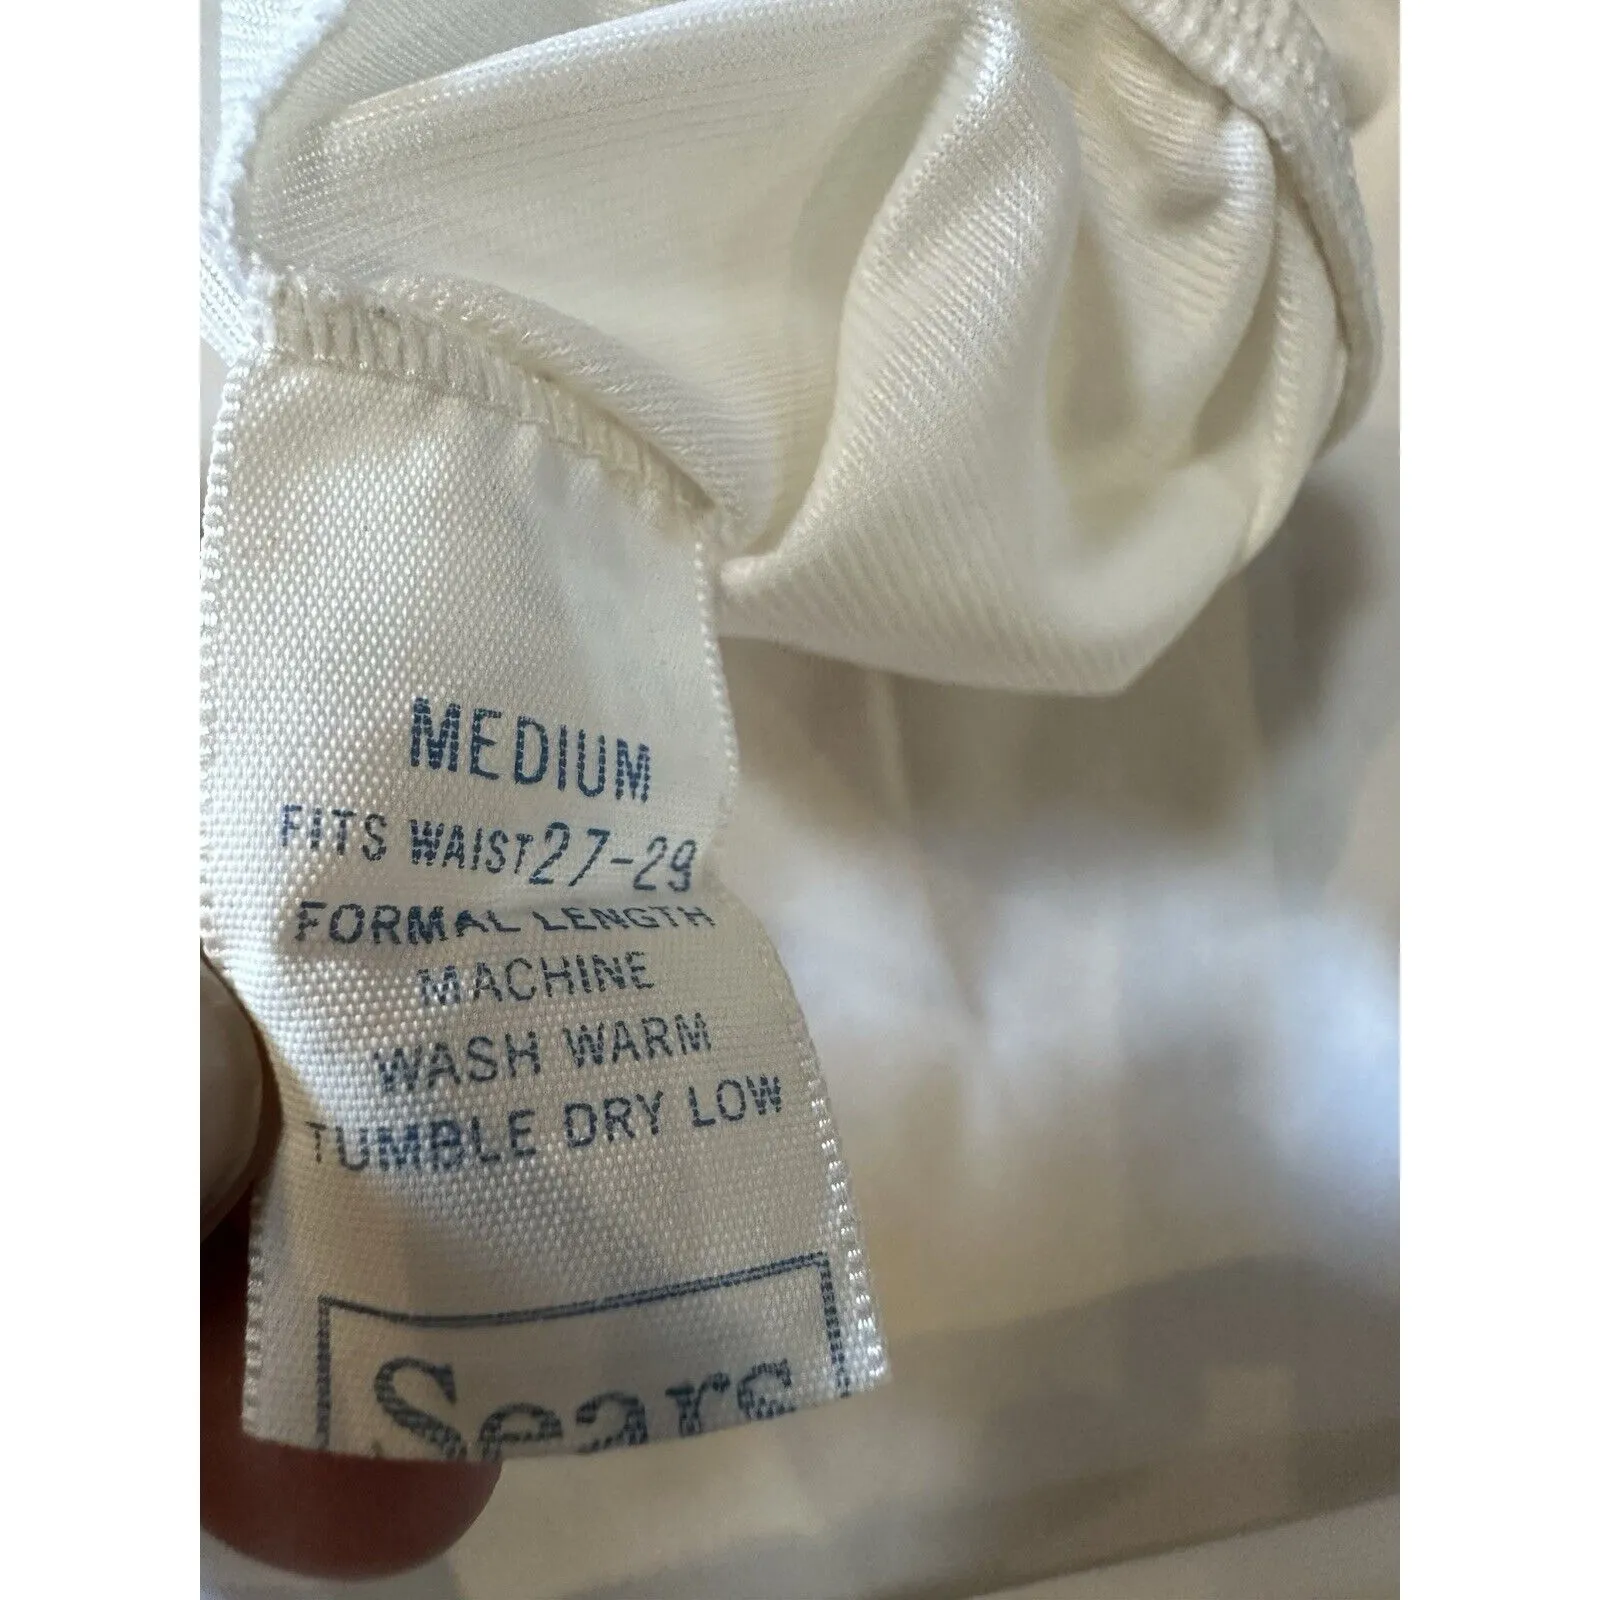 MEDIUM
FITS WAIST 27-29
FORMAL LENGTH
MACHINE
WASH WARM
TUMBLE DRY LOW
Sears